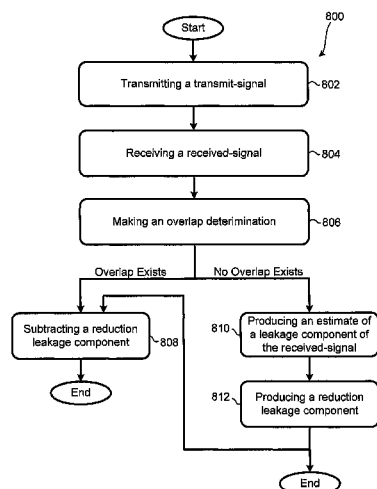 800
Start
Transmitting a transmit-signal
802
Receiving a received-signal
804
Making an overlap deterimination
806
Overlap Exists
No Overlap Exists
Subtracting a reduction
leakage component
808
810
Producing an estimate of
a leakage component of
the received-signal
End
812
Producing a reduction
leakage component
End